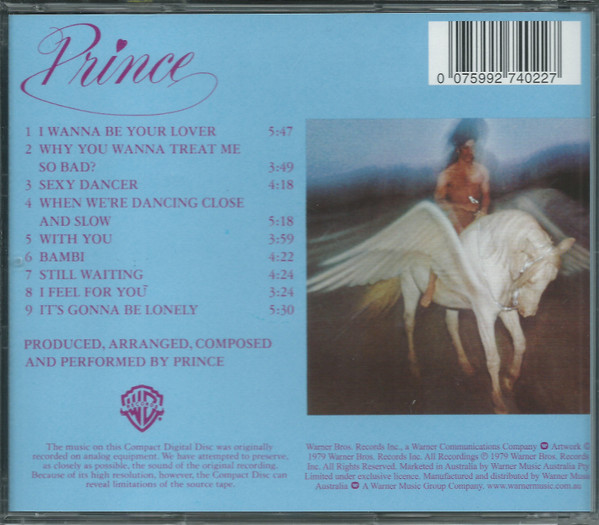 Prince
0 075992 740227
1 I WANNA BE YOUR LOVER 5:47
2 WHY YOU WANNA TREAT ME
SO BAD? 3:49
3 SEXY DANCER 4:18
4 WHEN WE'RE DANCING CLOSE
AND SLOW 5:18
5 WITH YOU 3:59
6 BAMBI 4:22
7 STILL WAITING 4:24
8 I FEEL FOR YOU 3:24
9 IT'S GONNA BE LONELY 5:30
PRODUCED, ARRANGED, COMPOSED
AND PERFORMED BY PRINCE
WB
RECORDS
The music on this Compact Digital Disc was originally
recorded on analog equipment. We have attempted to preserve,
as closely as possible, the sound of the original recording.
Because of its high resolution, however, the Compact Disc can
reveal limitations of the source tape.
Warner Bros. Records Inc., a Warner Communications Company Artwork ©
1979 Warner Bros. Records Inc. All Recordings ℗ 1979 Warner Bros. Records
Inc. All Rights Reserved. Marketed in Australia by Warner Music Australia Pty
Limited under exclusive licence. Manufactured and distributed by Warner Music
Australia A Warner Music Group Company, www.warnermusic.com.au